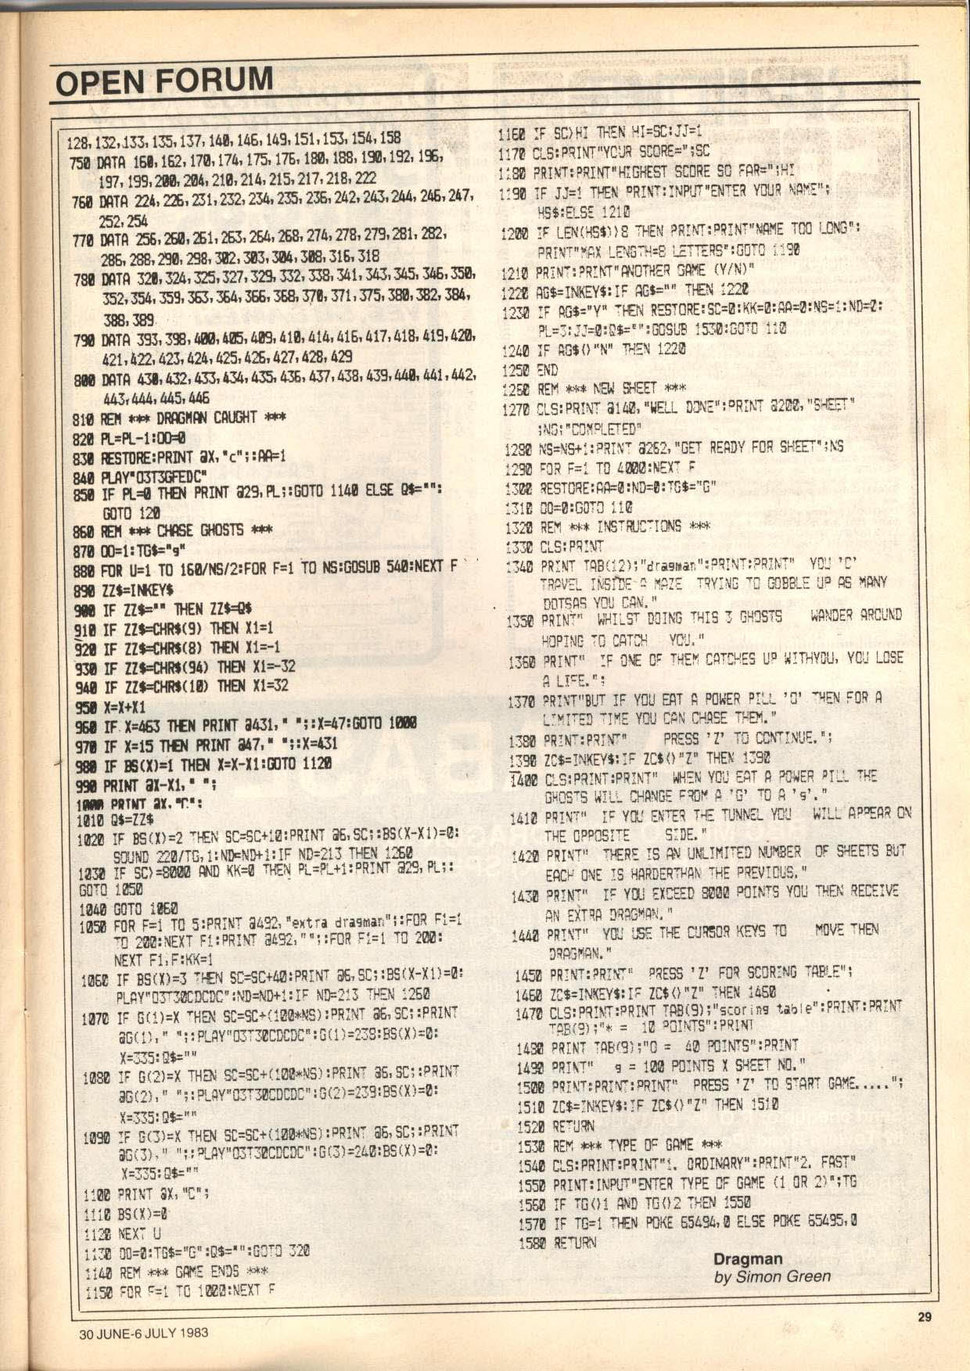 OPEN FORUM
128,132,133,135,137,140,146,149,151,153,154,158
750 DATA 160,162,170,174,175,176,180,188,190,192,196,
197,199,200,204,210,214,215,217,218,222
760 DATA 224,226,231,232,234,235,236,242,243,244,246,247,
252,254
770 DATA 256,260,261,263,264,268,274,278,279,281,282,
286,288,290,298,302,303,304,308,316,318
780 DATA 320,324,325,327,329,332,338,341,343,345,346,350,
352,354,359,363,364,366,368,370,371,375,380,382,384,
388,389
790 DATA 393,398,400,405,409,410,414,416,417,418,419,420,
421,422,423,424,425,426,427,428,429
800 DATA 430,432,433,434,435,436,437,438,439,440,441,442,
443,444,445,446
810 REM *** DRAGMAN CAUGHT ***
820 PL=PL-1:OO=0
830 RESTORE:PRINT @X,"c";:AA=1
840 PLAY"O3T3GFEDC"
850 IF PL=0 THEN PRINT @29,PL;:GOTO 1140 ELSE Q$="":
GOTO 120
860 REM *** CHASE GHOSTS ***
870 OO=1:TG$="g"
880 FOR U=1 TO 160/NS/2:FOR F=1 TO NS:GOSUB 540:NEXT F
890 ZZ$=INKEY$
900 IF ZZ$="" THEN ZZ$=Q$
910 IF ZZ$=CHR$(9) THEN X1=1
920 IF ZZ$=CHR$(8) THEN X1=-1
930 IF ZZ$=CHR$(94) THEN X1=-32
940 IF ZZ$=CHR$(10) THEN X1=32
950 X=X+X1
960 IF X=463 THEN PRINT @431," ";:X=47:GOTO 1000
970 IF X=15 THEN PRINT @47," ";:X=431
980 IF BS(X)=1 THEN X=X-X1:GOTO 1120
990 PRINT @X-X1," ";
1000 PRINT @X,"C";
1010 Q$=ZZ$
1020 IF BS(X)=2 THEN SC=SC+10:PRINT @6,SC;:BS(X-X1)=0:
SOUND 220/TG,1:ND=ND+1:IF ND=213 THEN 1260
1030 IF SC>=8000 AND KK=0 THEN PL=PL+1:PRINT @29,PL;:
GOTO 1050
1040 GOTO 1060
1050 FOR F=1 TO 5:PRINT @492,"extra dragman";:FOR F1=1
TO 200:NEXT F1:PRINT @492,"";:FOR F1=1 TO 200:
NEXT F1,F:KK=1
1060 IF BS(X)=3 THEN SC=SC+40:PRINT @6,SC;:BS(X-X1)=0:
PLAY"O3T30CDCDC":ND=ND+1:IF ND=213 THEN 1260
1070 IF G(1)=X THEN SC=SC+(100*NS):PRINT @6,SC;:PRINT
@G(1)," ";:PLAY"O3T30CDCDC":G(1)=238:BS(X)=0:
X=335:Q$=""
1080 IF G(2)=X THEN SC=SC+(100*NS):PRINT @6,SC;:PRINT
@G(2)," ";:PLAY"O3T30CDCDC":G(2)=239:BS(X)=0:
X=335:Q$=""
1090 IF G(3)=X THEN SC=SC+(100*NS):PRINT @6,SC;:PRINT
@G(3)," ";:PLAY"O3T30CDCDC":G(3)=240:BS(X)=0:
X=335:Q$=""
1100 PRINT @X,"C";
1110 BS(X)=0
1120 NEXT U
1130 OO=0:TG$="G":Q$="":GOTO 320
1140 REM *** GAME ENDS ***
1150 FOR F=1 TO 1000:NEXT F
1160 IF SC>HI THEN HI=SC:JJ=1
1170 CLS:PRINT"YOUR SCORE=";SC
1180 PRINT:PRINT"HIGHEST SCORE SO FAR=";HI
1190 IF JJ=1 THEN PRINT:INPUT"ENTER YOUR NAME";
HS$:ELSE 1210
1200 IF LEN(HS$)>8 THEN PRINT:PRINT"NAME TOO LONG":
PRINT"MAX LENGTH=8 LETTERS":GOTO 1190
1210 PRINT:PRINT"ANOTHER GAME (Y/N)"
1220 AG$=INKEY$:IF AG$="" THEN 1220
1230 IF AG$="Y" THEN RESTORE:SC=0:KK=0:AA=0:NS=1:ND=0:
PL=3:JJ=0:Q$="":GOSUB 1530:GOTO 110
1240 IF AG$<>"N" THEN 1220
1250 END
1260 REM *** NEW SHEET ***
1270 CLS:PRINT @140,"WELL DONE":PRINT @200,"SHEET"
;NS;"COMPLETED"
1280 NS=NS+1:PRINT @262,"GET READY FOR SHEET";NS
1290 FOR F=1 TO 4000:NEXT F
1300 RESTORE:AA=0:ND=0:TG$="G"
1310 OO=0:GOTO 110
1320 REM *** INSTRUCTIONS ***
1330 CLS:PRINT
1340 PRINT TAB(12);"dragman":PRINT:PRINT" YOU 'C'
TRAVEL INSIDE A MAZE TRYING TO GOBBLE UP AS MANY
DOTSAS YOU CAN."
1350 PRINT" WHILST DOING THIS 3 GHOSTS WANDER AROUND
HOPING TO CATCH YOU."
1360 PRINT" IF ONE OF THEM CATCHES UP WITHYOU, YOU LOSE
A LIFE.";
1370 PRINT"BUT IF YOU EAT A POWER PILL 'O' THEN FOR A
LIMITED TIME YOU CAN CHASE THEM."
1380 PRINT:PRINT" PRESS 'Z' TO CONTINUE.";
1390 ZC$=INKEY$:IF ZC$<>"Z" THEN 1390
1400 CLS:PRINT:PRINT" WHEN YOU EAT A POWER PILL THE
GHOSTS WILL CHANGE FROM A 'G' TO A 'g'."
1410 PRINT" IF YOU ENTER THE TUNNEL YOU WILL APPEAR ON
THE OPPOSITE SIDE."
1420 PRINT" THERE IS AN UNLIMITED NUMBER OF SHEETS BUT
EACH ONE IS HARDERTHAN THE PREVIOUS."
1430 PRINT" IF YOU EXCEED 8000 POINTS YOU THEN RECEIVE
AN EXTRA DRAGMAN."
1440 PRINT" YOU USE THE CURSOR KEYS TO MOVE THEN
DRAGMAN."
1450 PRINT:PRINT" PRESS 'Z' FOR SCORING TABLE";
1460 ZC$=INKEY$:IF ZC$<>"Z" THEN 1460
1470 CLS:PRINT:PRINT TAB(9);"scoring table":PRINT:PRINT
TAB(9);"* = 10 POINTS":PRINT
1480 PRINT TAB(9);"O = 40 POINTS":PRINT
1490 PRINT" g = 100 POINTS X SHEET NO."
1500 PRINT:PRINT:PRINT" PRESS 'Z' TO START GAME.....";
1510 ZC$=INKEY$:IF ZC$<>"Z" THEN 1510
1520 RETURN
1530 REM *** TYPE OF GAME ***
1540 CLS:PRINT:PRINT"1. ORDINARY":PRINT"2. FAST"
1550 PRINT:INPUT"ENTER TYPE OF GAME (1 OR 2)";TG
1560 IF TG<>1 AND TG<>2 THEN 1550
1570 IF TG=1 THEN POKE 65494,0 ELSE POKE 65495,0
1580 RETURN
Dragman
by Simon Green
30 JUNE-6 JULY 1983
29